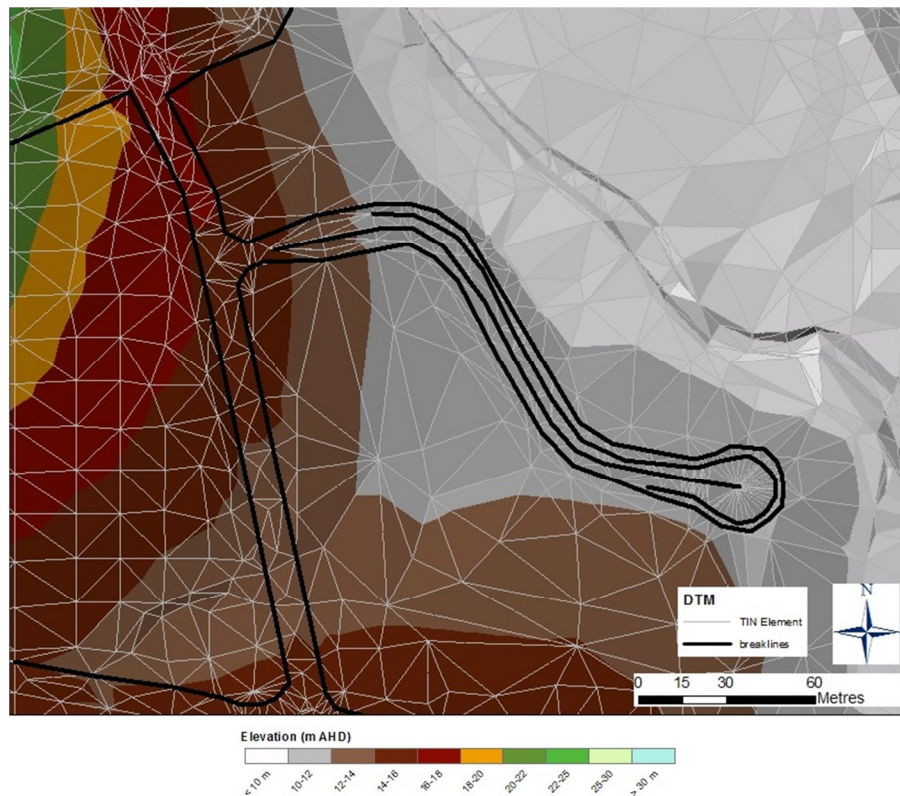 N
DTM
TIN Element
breaklines
0 15 30 60
Metres
Elevation (m AHD)
< 10 m 10-12 12-14 14-16 16-18 18-20 20-22 22-25 25-30 > 30 m